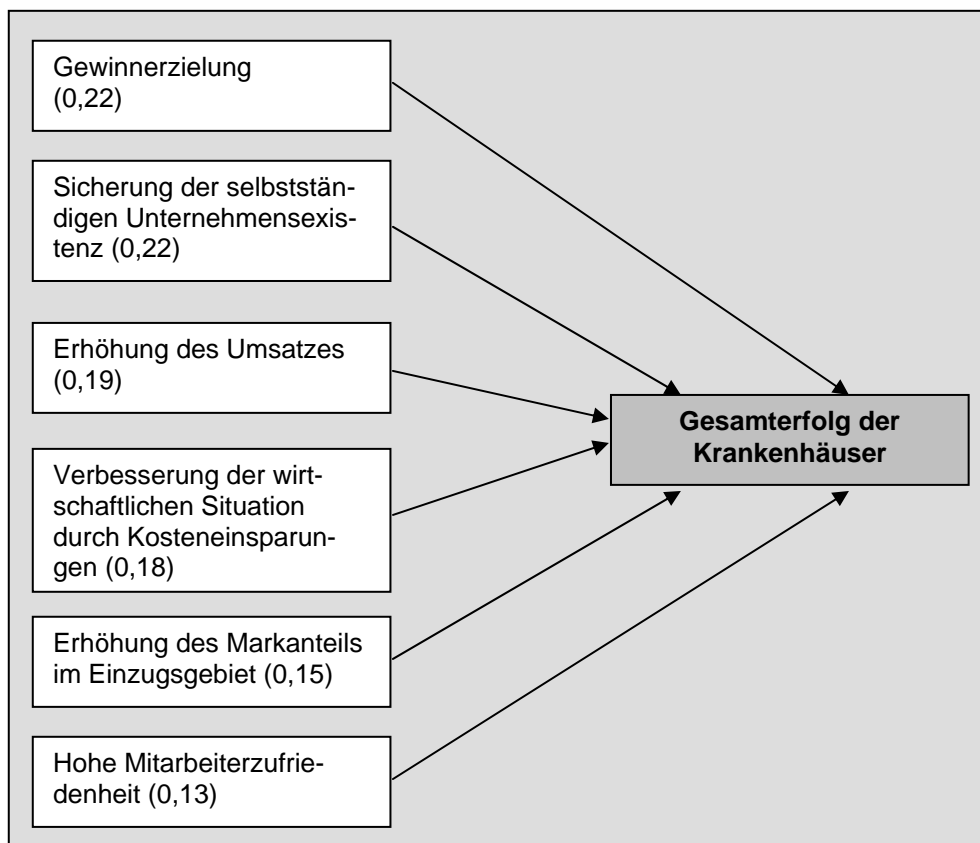 Gewinnerzielung
(0,22)
Sicherung der selbststän-
digen Unternehmensexis-
tenz (0,22)
Erhöhung des Umsatzes
(0,19)
Verbesserung der wirt-
schaftlichen Situation
durch Kosteneinsparun-
gen (0,18)
Erhöhung des Markanteils
im Einzugsgebiet (0,15)
Hohe Mitarbeiterzufrie-
denheit (0,13)
Gesamterfolg der
Krankenhäuser